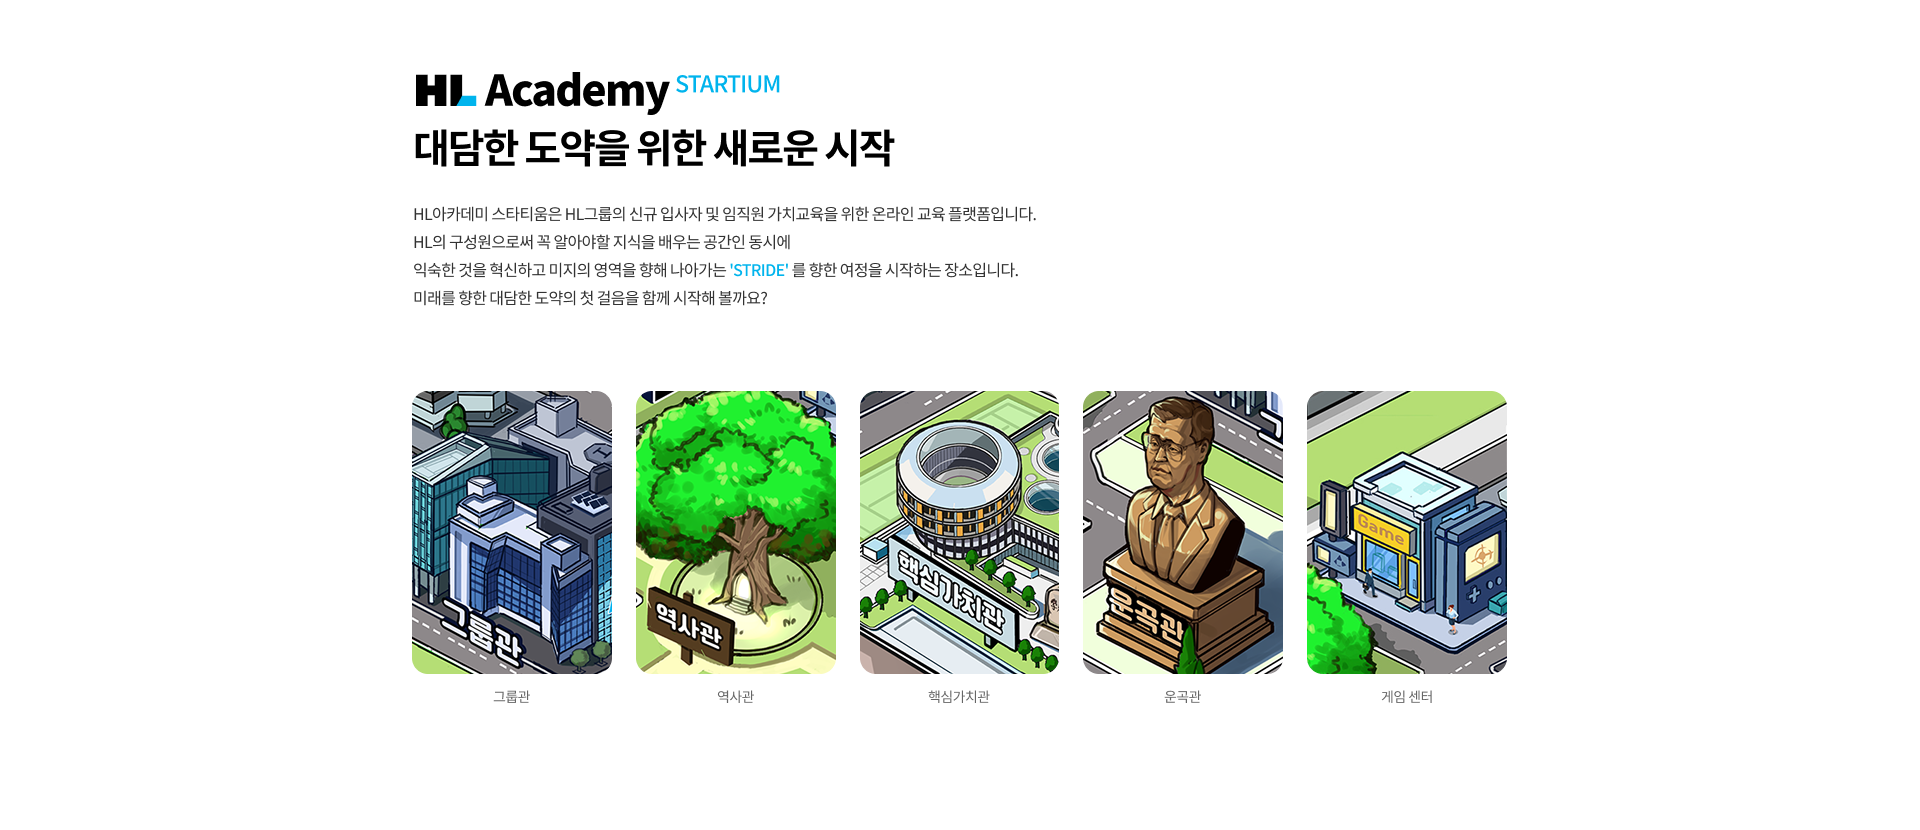 HL Academy STARTIUM
대담한 도약을 위한 새로운 시작
HL아카데미 스타티움은 HL그룹의 신규 입사자 및 임직원 가치교육을 위한 온라인 교육 플랫폼입니다.
HL의 구성원으로써 꼭 알아야할 지식을 배우는 공간인 동시에
익숙한 것을 혁신하고 미지의 영역을 향해 나아가는 'STRIDE' 를 향한 여정을 시작하는 장소입니다.
미래를 향한 대담한 도약의 첫 걸음을 함께 시작해 볼까요?
그룹관
역사관
핵심가치관
운곡관
Game
그룹관
역사관
핵심가치관
운곡관
게임 센터